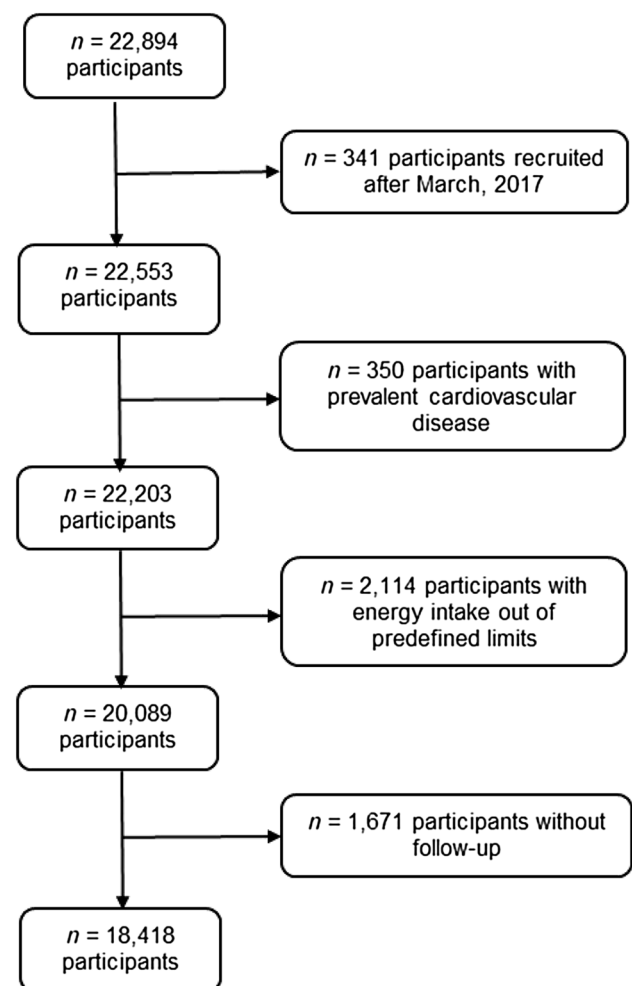 n = 22,894
participants
n = 341 participants recruited
after March, 2017
n = 22,553
participants
n = 350 participants with
prevalent cardiovascular
disease
n = 22,203
participants
n = 2,114 participants with
energy intake out of
predefined limits
n = 20,089
participants
n = 1,671 participants without
follow-up
n = 18,418
participants